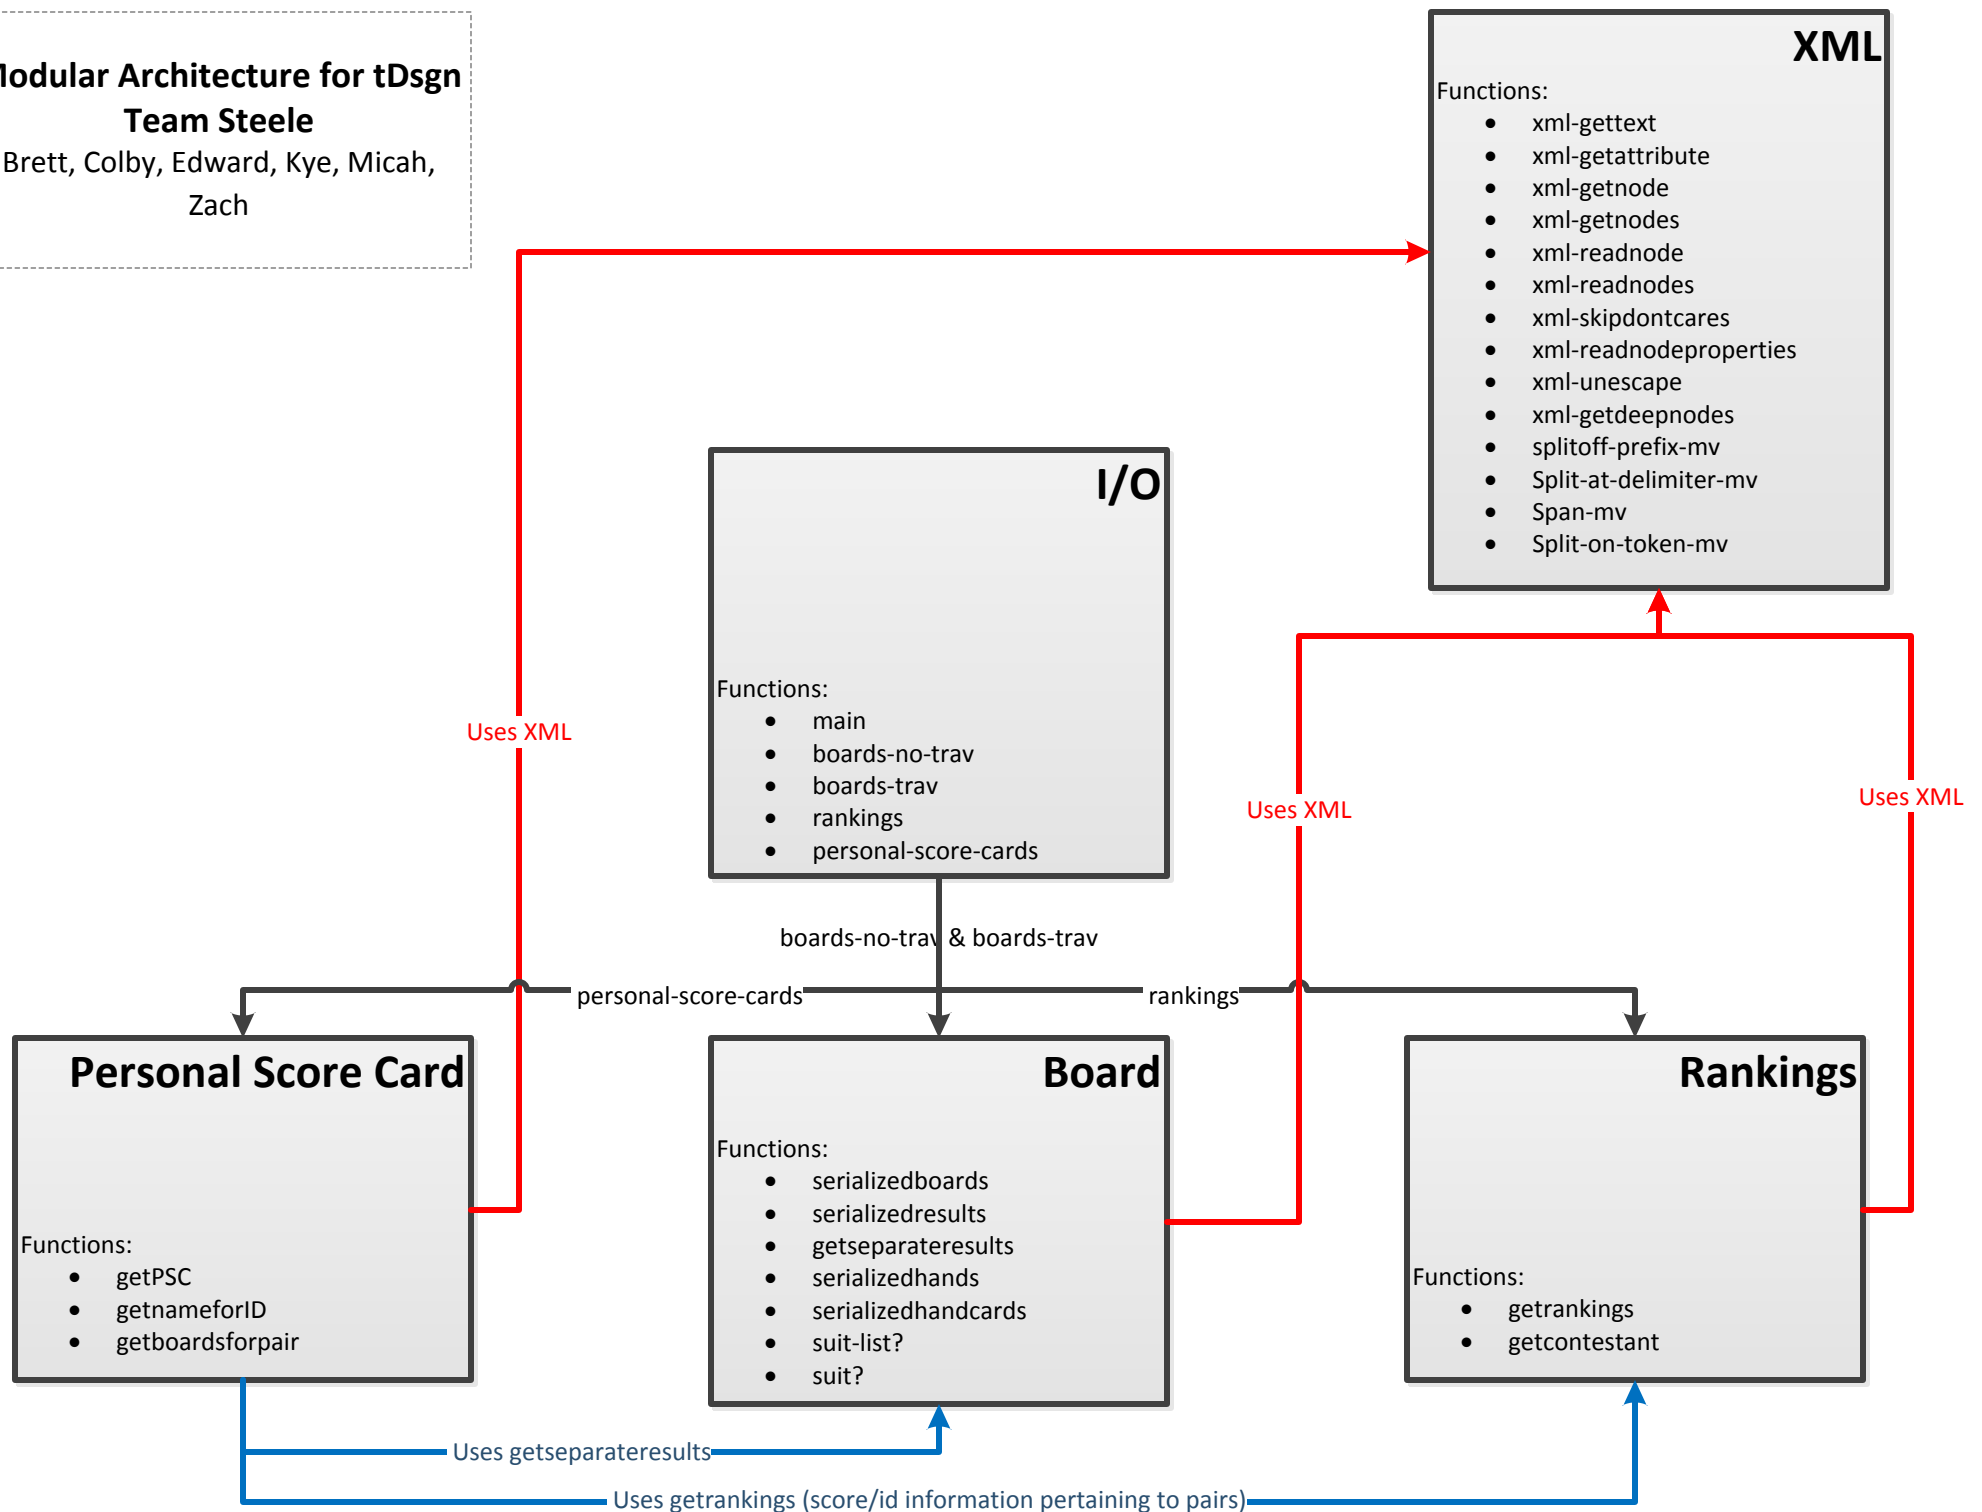 Modular Architecture for tDsgn
Team Steele
Brett, Colby, Edward, Kye, Micah,
Zach
XML
Functions:
• xml-gettext
• xml-getattribute
• xml-getnode
• xml-getnodes
• xml-readnode
• xml-readnodes
• xml-skipdontcares
• xml-readnodeproperties
• xml-unescape
• xml-getdeepnodes
• splitoff-prefix-mv
• Split-at-delimiter-mv
• Span-mv
• Split-on-token-mv
I/O
Functions:
• main
• boards-no-trav
• boards-trav
• rankings
• personal-score-cards
Uses XML
Uses XML
Uses XML
boards-no-trav & boards-trav
personal-score-cards
rankings
Personal Score Card
Functions:
• getPSC
• getnameforID
• getboardsforpair
Board
Functions:
• serializedboards
• serializedresults
• getseparateresults
• serializedhands
• serializedhandcards
• suit-list?
• suit?
Rankings
Functions:
• getrankings
• getcontestant
Uses getseparateresults
Uses getrankings (score/id information pertaining to pairs)